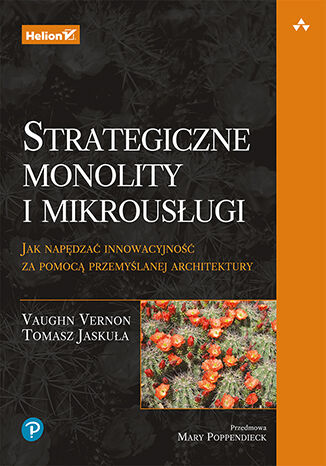 Helion
STRATEGICZNE
MONOLITY
I MIKROUSŁUGI
JAK NAPĘDZAĆ INNOWACYJNOŚĆ
ZA POMOCĄ PRZEMYŚLANEJ ARCHITEKTURY
VAUGHN VERNON
TOMASZ JASKUŁA
P
Przedmowa
MARY POPPENDIECK